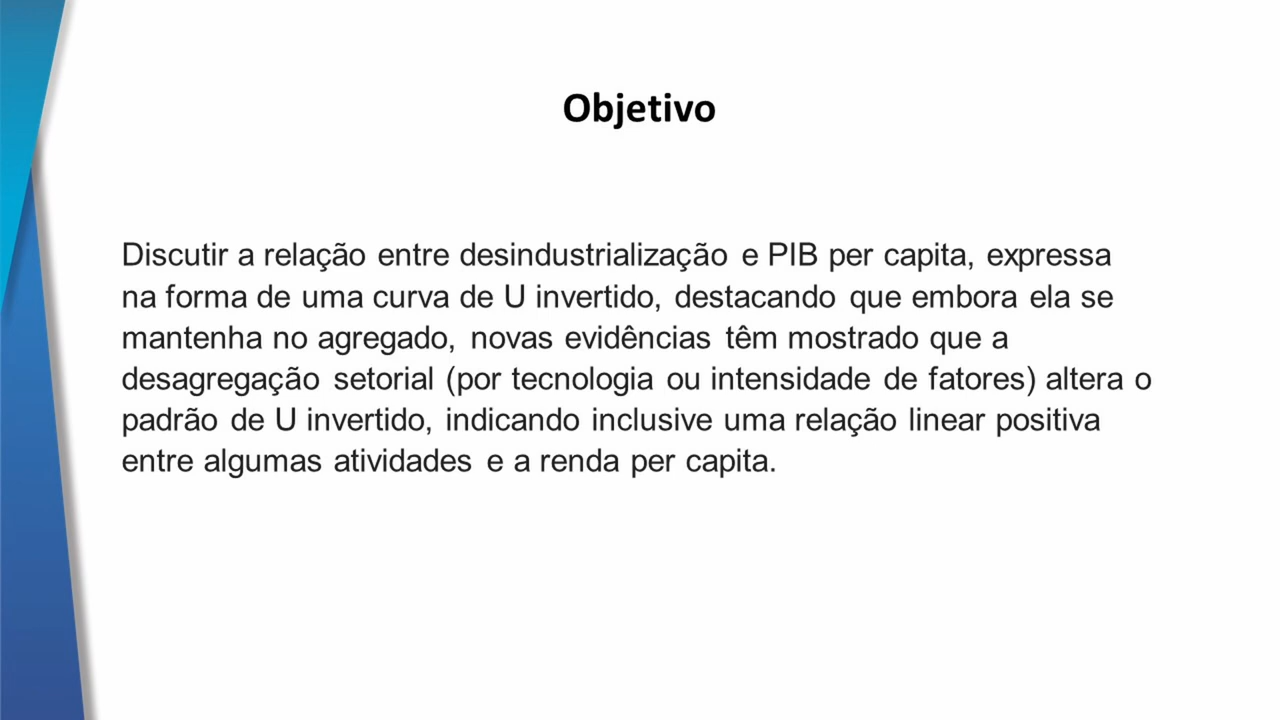 Objetivo
Discutir a relação entre desindustrialização e PIB per capita, expressa
na forma de uma curva de U invertido, destacando que embora ela se
mantenha no agregado, novas evidências têm mostrado que a
desagregação setorial (por tecnologia ou intensidade de fatores) altera o
padrão de U invertido, indicando inclusive uma relação linear positiva
entre algumas atividades e a renda per capita.